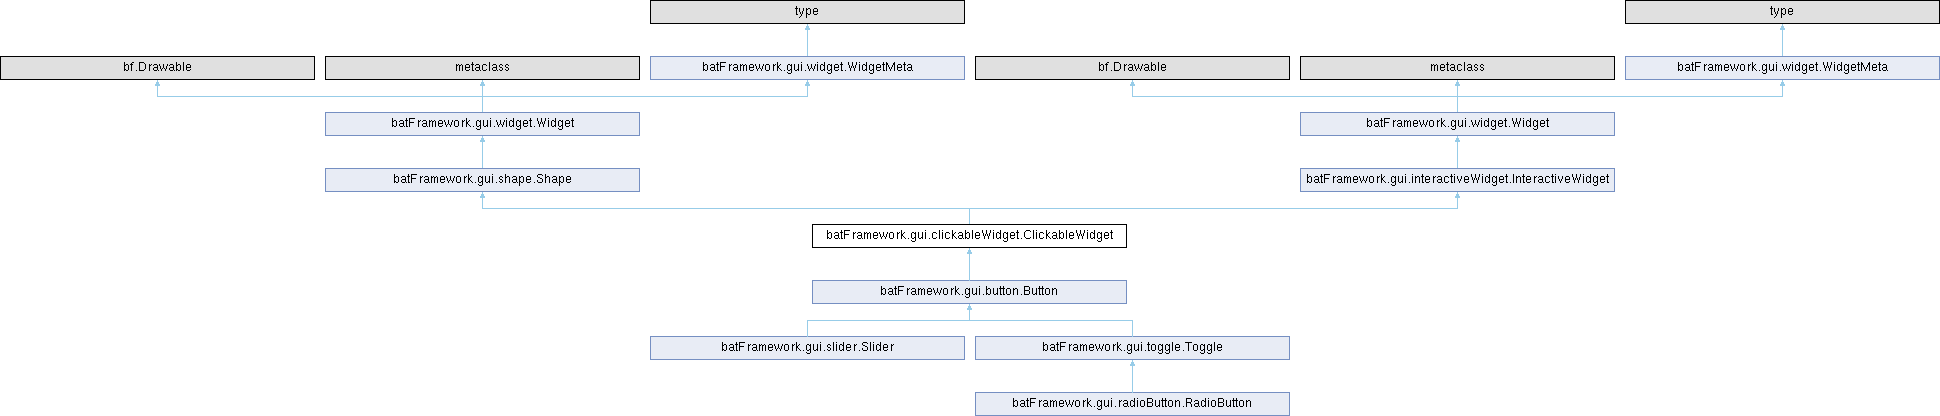 type
type
bf.Drawable
metaclass
batFramework.gui.widget.WidgetMeta
bf.Drawable
metaclass
batFramework.gui.widget.WidgetMeta
batFramework.gui.widget.Widget
batFramework.gui.widget.Widget
batFramework.gui.shape.Shape
batFramework.gui.interactiveWidget.InteractiveWidget
batFramework.gui.clickableWidget.ClickableWidget
batFramework.gui.button.Button
batFramework.gui.slider.Slider
batFramework.gui.toggle.Toggle
batFramework.gui.radioButton.RadioButton